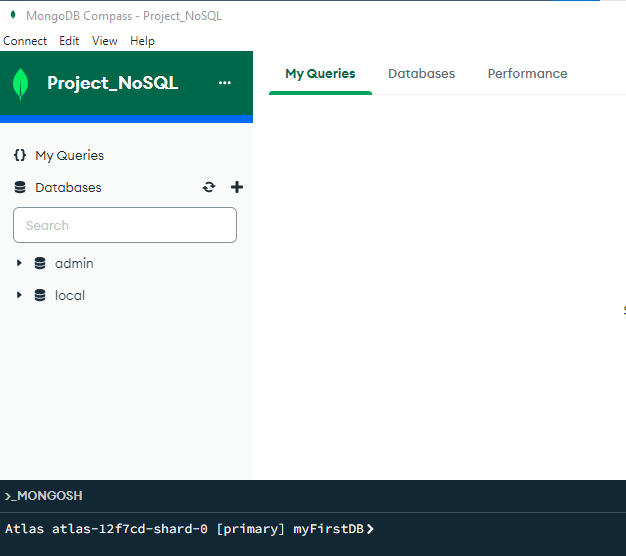 MongoDB Compass - Project_NoSQL
Connect Edit View Help
Project_NoSQL ...
My Queries Databases Performance
{} My Queries
Databases
Search
admin
local
>_MONGOSH
Atlas atlas-12f7cd-shard-0 [primary] myFirstDB>